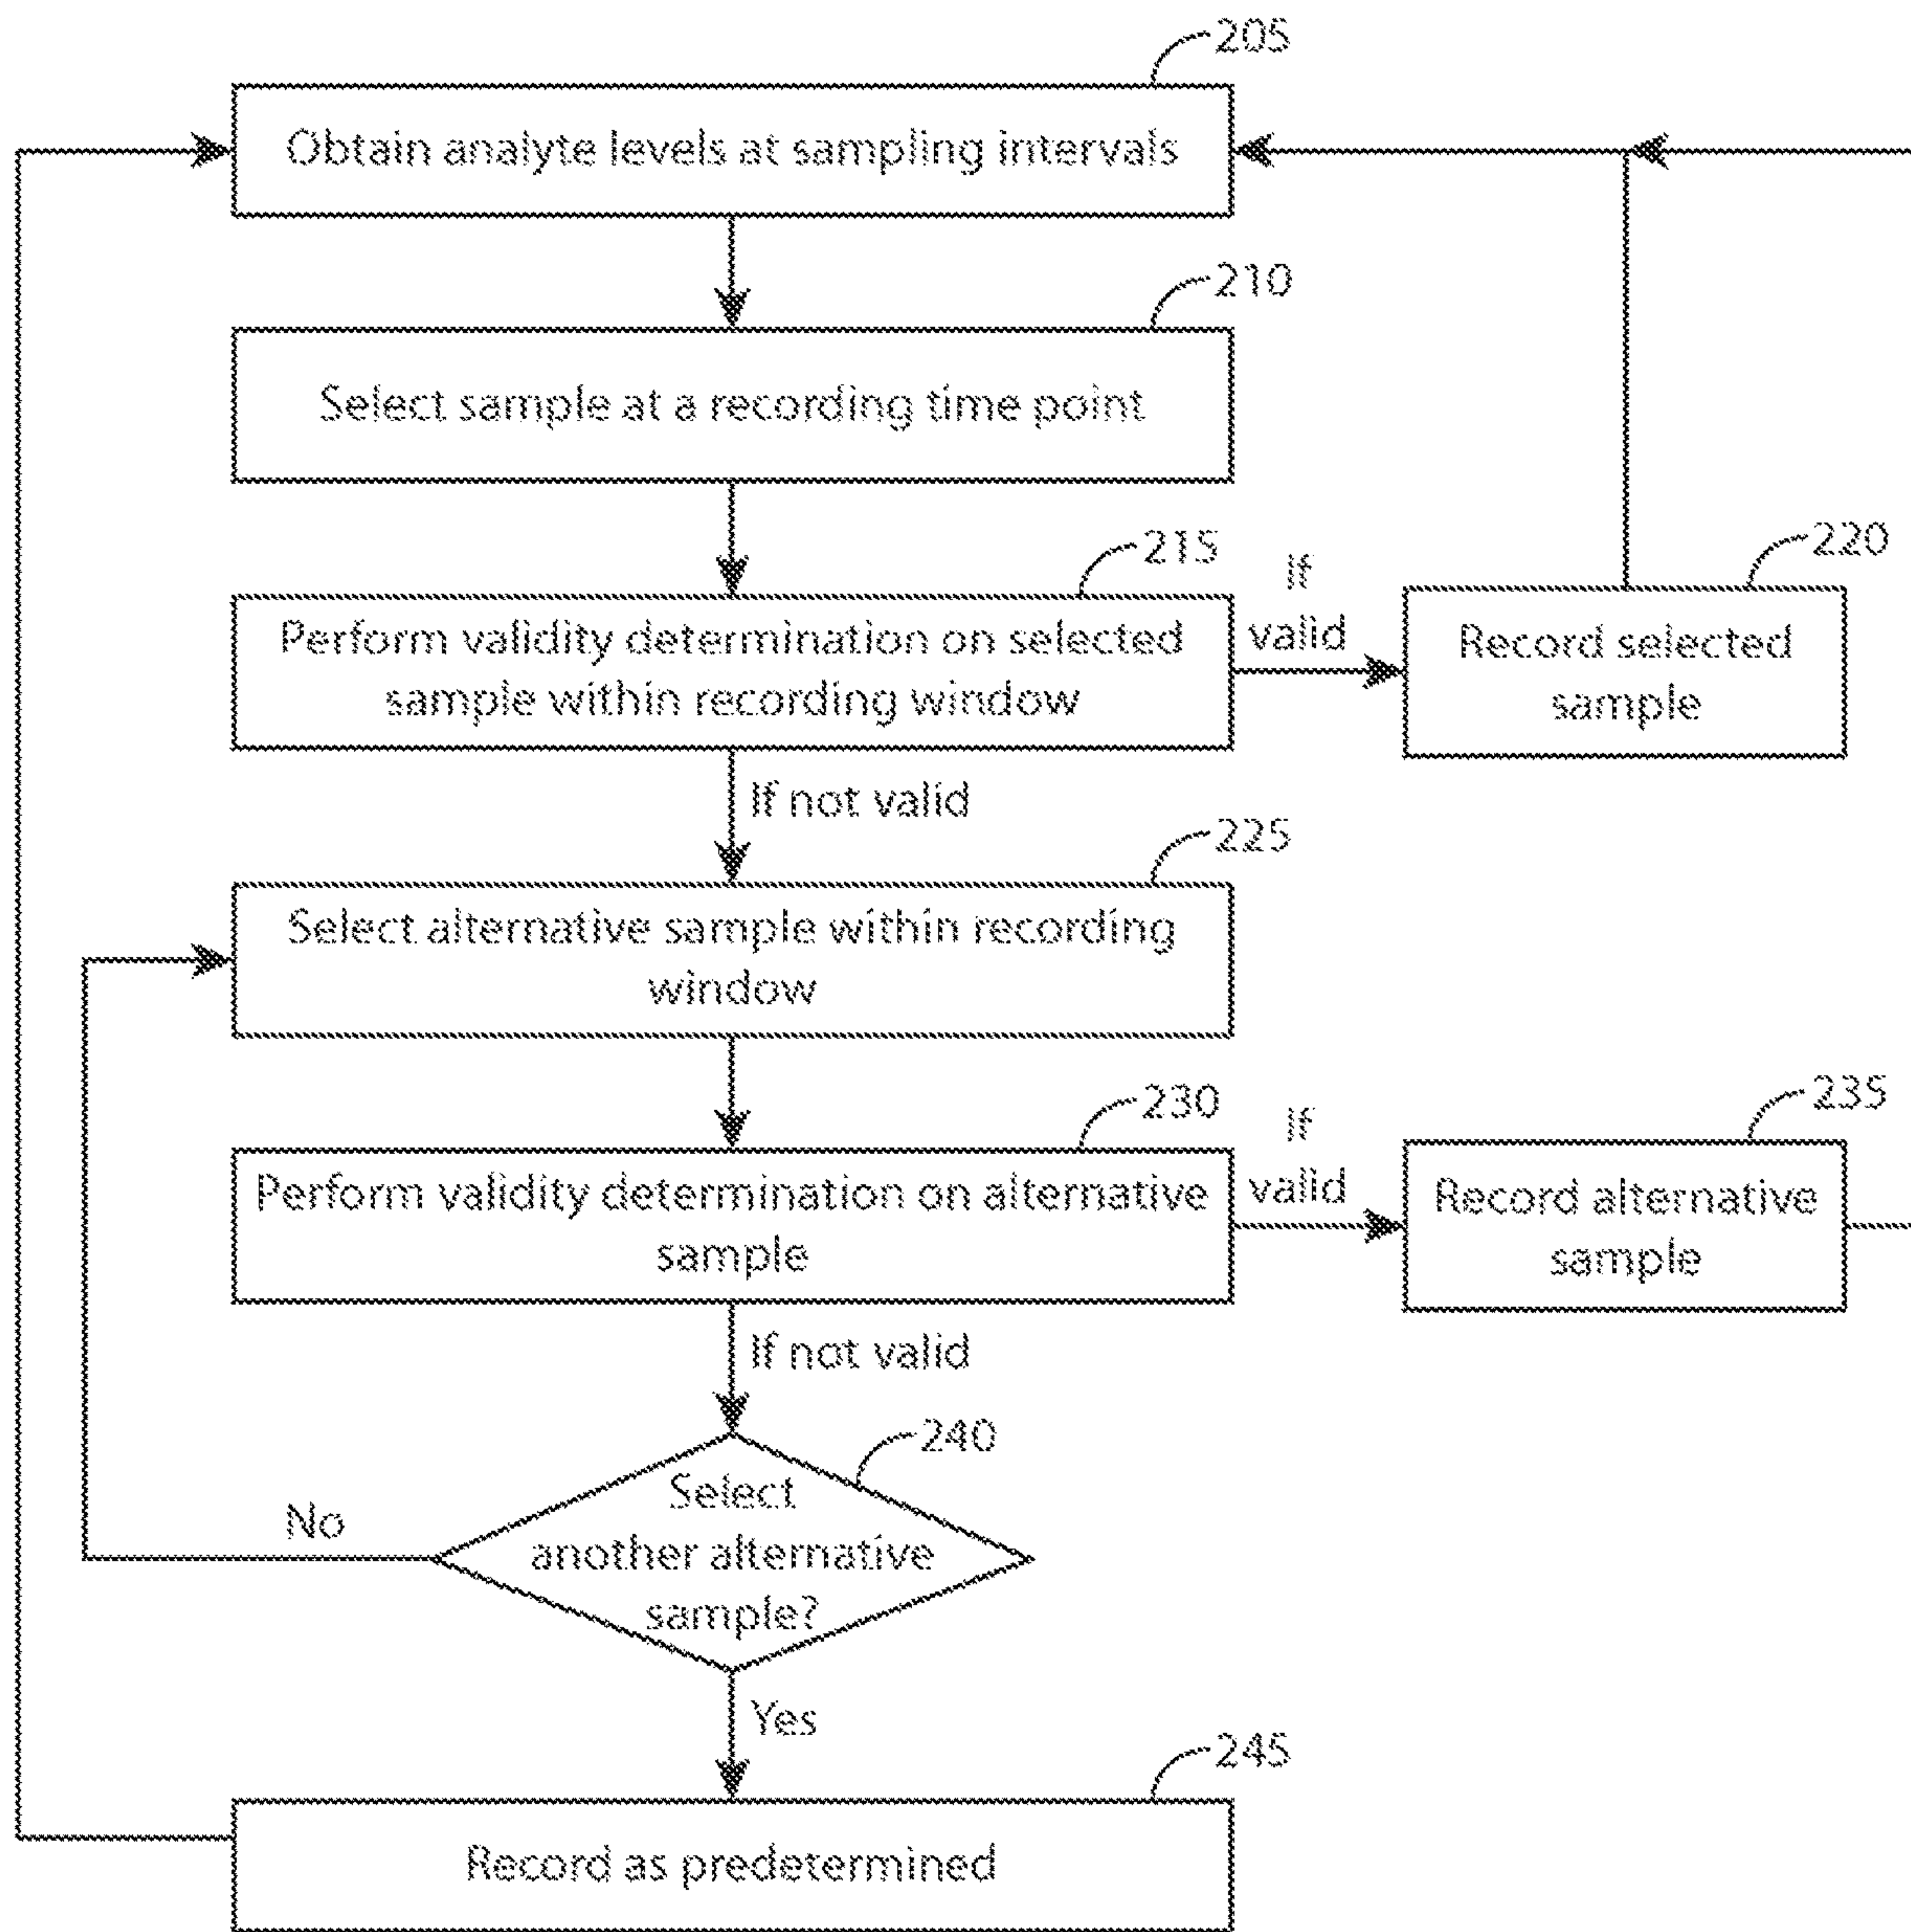 205
Obtain analyte levels at sampling intervals
210
Select sample at a recording time point
215
If
valid
220
Perform validity determination on selected
sample within recording window
Record selected
sample
If not valid
225
Select alternative sample within recording
window
230
If
valid
235
Perform validity determination on alternative
sample
Record alternative
sample
If not valid
240
Select
another alternative
sample?
No
Yes
245
Record as predetermined